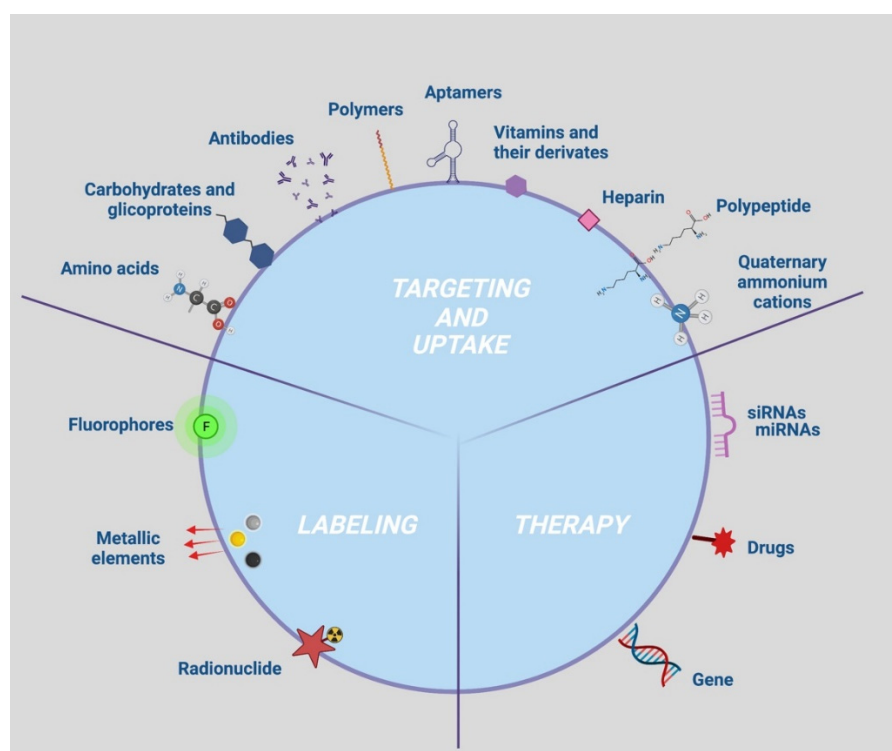 Aptamers
Polymers
Antibodies
Vitamins and
their derivates
Carbohydrates and
glicoproteins
Heparin
Polypeptide
Amino acids
Quaternary
ammonium
cations
TARGETING
AND
UPTAKE
Fluorophores
F
siRNAs
miRNAs
Metallic
elements
LABELING
THERAPY
Drugs
Radionuclide
Gene